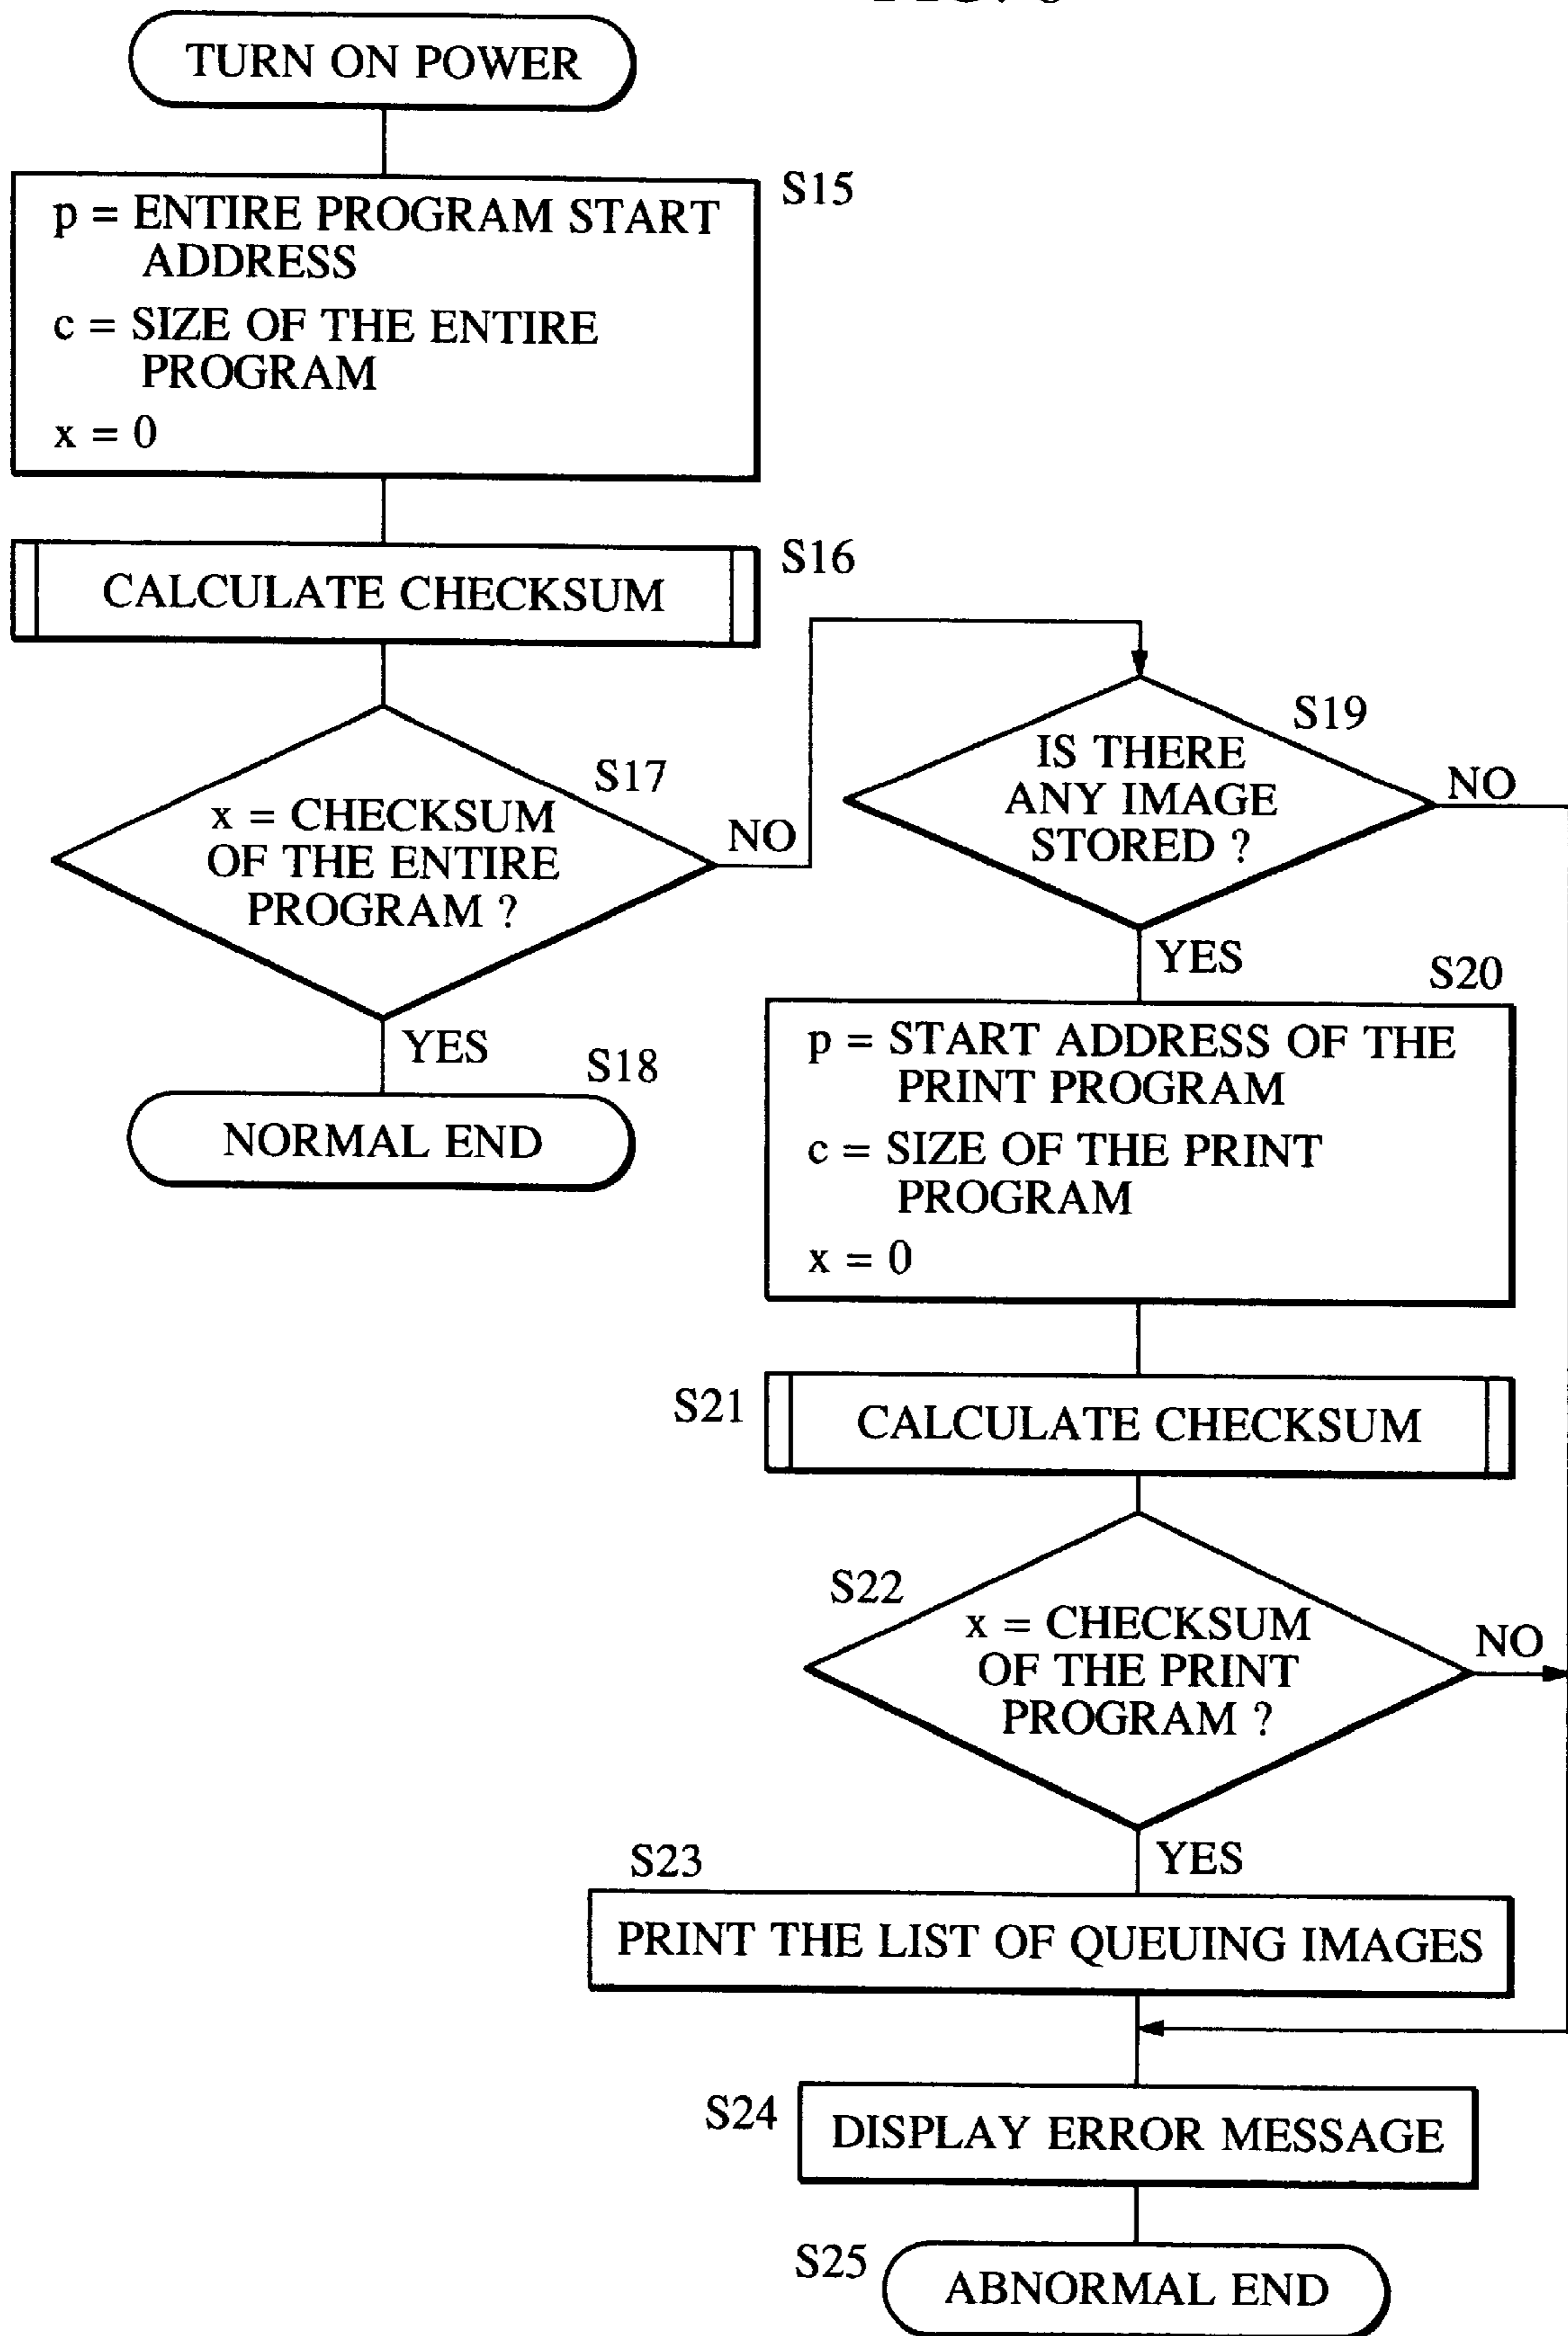 TURN ON POWER
S15
p = ENTIRE PROGRAM START
ADDRESS
c = SIZE OF THE ENTIRE
PROGRAM
x = 0
S16
CALCULATE CHECKSUM
S17
x = CHECKSUM
OF THE ENTIRE
PROGRAM ?
NO
YES
S18
NORMAL END
S19
IS THERE
ANY IMAGE
STORED ?
NO
YES
S20
p = START ADDRESS OF THE
PRINT PROGRAM
c = SIZE OF THE PRINT
PROGRAM
x = 0
S21
CALCULATE CHECKSUM
S22
x = CHECKSUM
OF THE PRINT
PROGRAM ?
NO
YES
S23
PRINT THE LIST OF QUEUING IMAGES
S24
DISPLAY ERROR MESSAGE
S25
ABNORMAL END